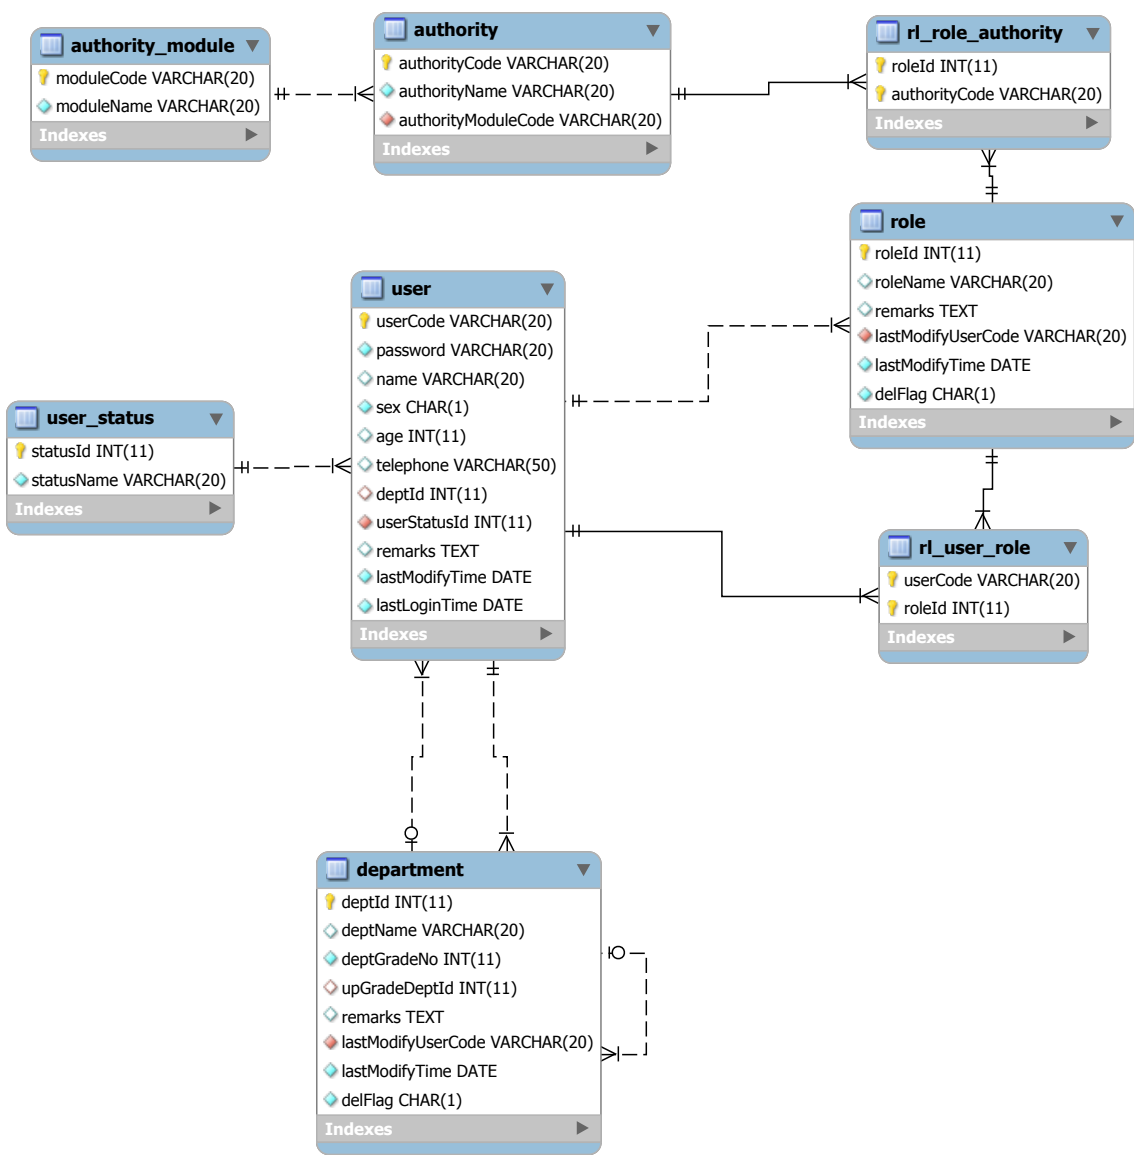 authority_module
moduleCode VARCHAR(20)
moduleName VARCHAR(20)
Indexes
authority
authorityCode VARCHAR(20)
authorityName VARCHAR(20)
authorityModuleCode VARCHAR(20)
Indexes
rl_role_authority
roleId INT(11)
authorityCode VARCHAR(20)
Indexes
role
roleId INT(11)
roleName VARCHAR(20)
remarks TEXT
lastModifyUserCode VARCHAR(20)
lastModifyTime DATE
delFlag CHAR(1)
Indexes
user
userCode VARCHAR(20)
password VARCHAR(20)
name VARCHAR(20)
sex CHAR(1)
age INT(11)
telephone VARCHAR(50)
deptId INT(11)
userStatusId INT(11)
remarks TEXT
lastModifyTime DATE
lastLoginTime DATE
Indexes
user_status
statusId INT(11)
statusName VARCHAR(20)
Indexes
rl_user_role
userCode VARCHAR(20)
roleId INT(11)
Indexes
department
deptId INT(11)
deptName VARCHAR(20)
deptGradeNo INT(11)
upGradeDeptId INT(11)
remarks TEXT
lastModifyUserCode VARCHAR(20)
lastModifyTime DATE
delFlag CHAR(1)
Indexes